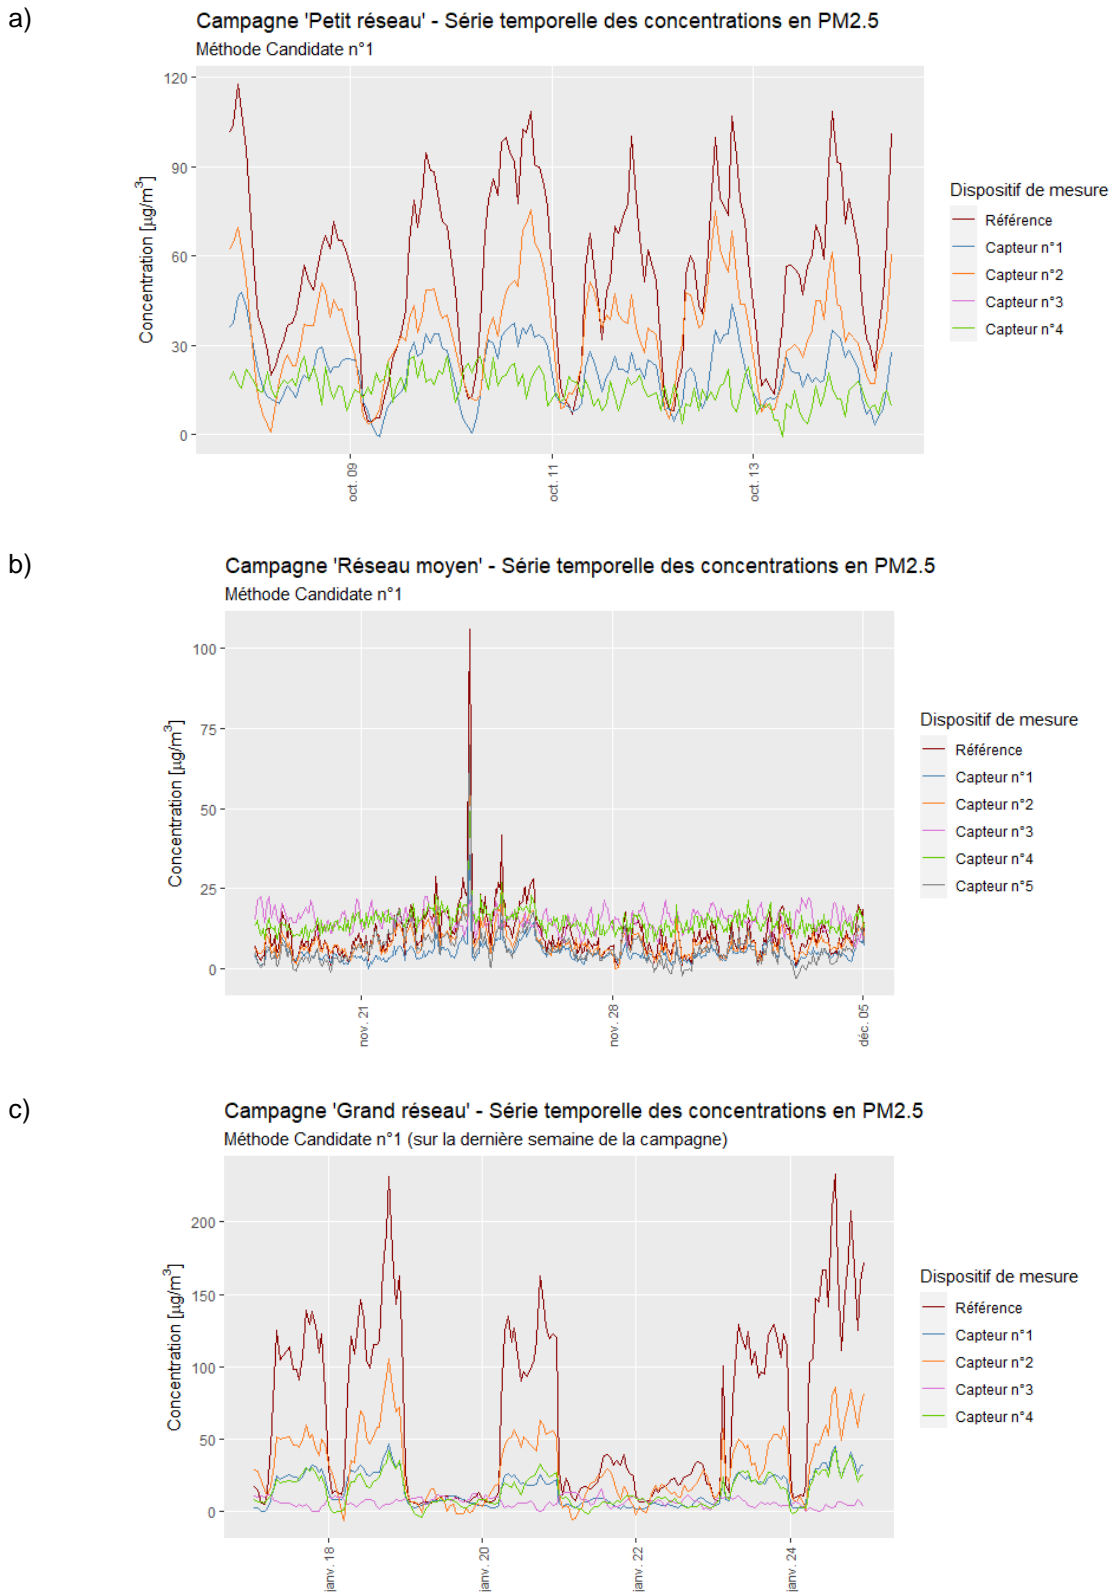 a)
Campagne 'Petit réseau' - Série temporelle des concentrations en PM2.5
Méthode Candidate n°1
120
90
60
30
0
Concentration [µg/m³]
oct. 09
oct. 11
oct. 13
Dispositif de mesure
Référence
Capteur n°1
Capteur n°2
Capteur n°3
Capteur n°4
b)
Campagne 'Réseau moyen' - Série temporelle des concentrations en PM2.5
Méthode Candidate n°1
100
75
50
25
0
Concentration [µg/m³]
nov. 21
nov. 28
déc. 05
Dispositif de mesure
Référence
Capteur n°1
Capteur n°2
Capteur n°3
Capteur n°4
Capteur n°5
c)
Campagne 'Grand réseau' - Série temporelle des concentrations en PM2.5
Méthode Candidate n°1 (sur la dernière semaine de la campagne)
200
150
100
50
0
Concentration [µg/m³]
janv. 18
janv. 20
janv. 22
janv. 24
Dispositif de mesure
Référence
Capteur n°1
Capteur n°2
Capteur n°3
Capteur n°4